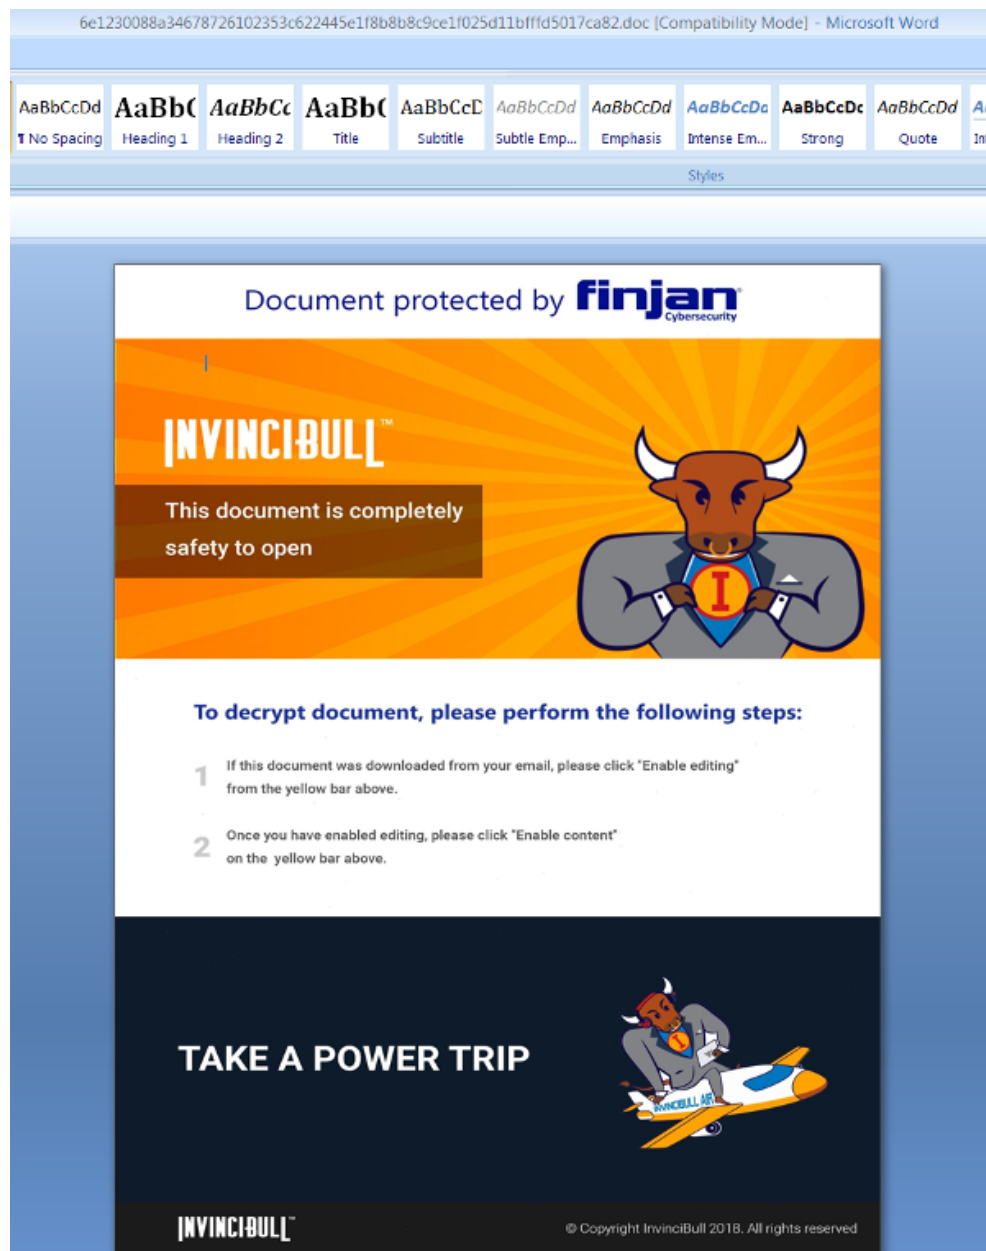 6e1230088a34678726102353c622445e1f8b8b8c9ce1f025d11bfffd5017ca82.doc [Compatibility Mode] - Microsoft Word
AaBbCcDd AaBb( AaBbCc AaBb( AaBbCcC AaBbCcDd AaBbCcDd AaBbCcDd AaBbCcDc AaBbCcDd
¶ No Spacing Heading 1 Heading 2 Title Subtitle Subtle Emp... Emphasis Intense Em... Strong Quote
Styles
Document protected by finjan
Cybersecurity
INVINCIBULL™
This document is completely
safety to open
I
To decrypt document, please perform the following steps:
1 If this document was downloaded from your email, please click "Enable editing"
from the yellow bar above.
2 Once you have enabled editing, please click "Enable content"
on the yellow bar above.
I
TAKE A POWER TRIP
INVINCIBULL AIR
INVINCIBULL™
© Copyright InvinciBull 2018. All rights reserved